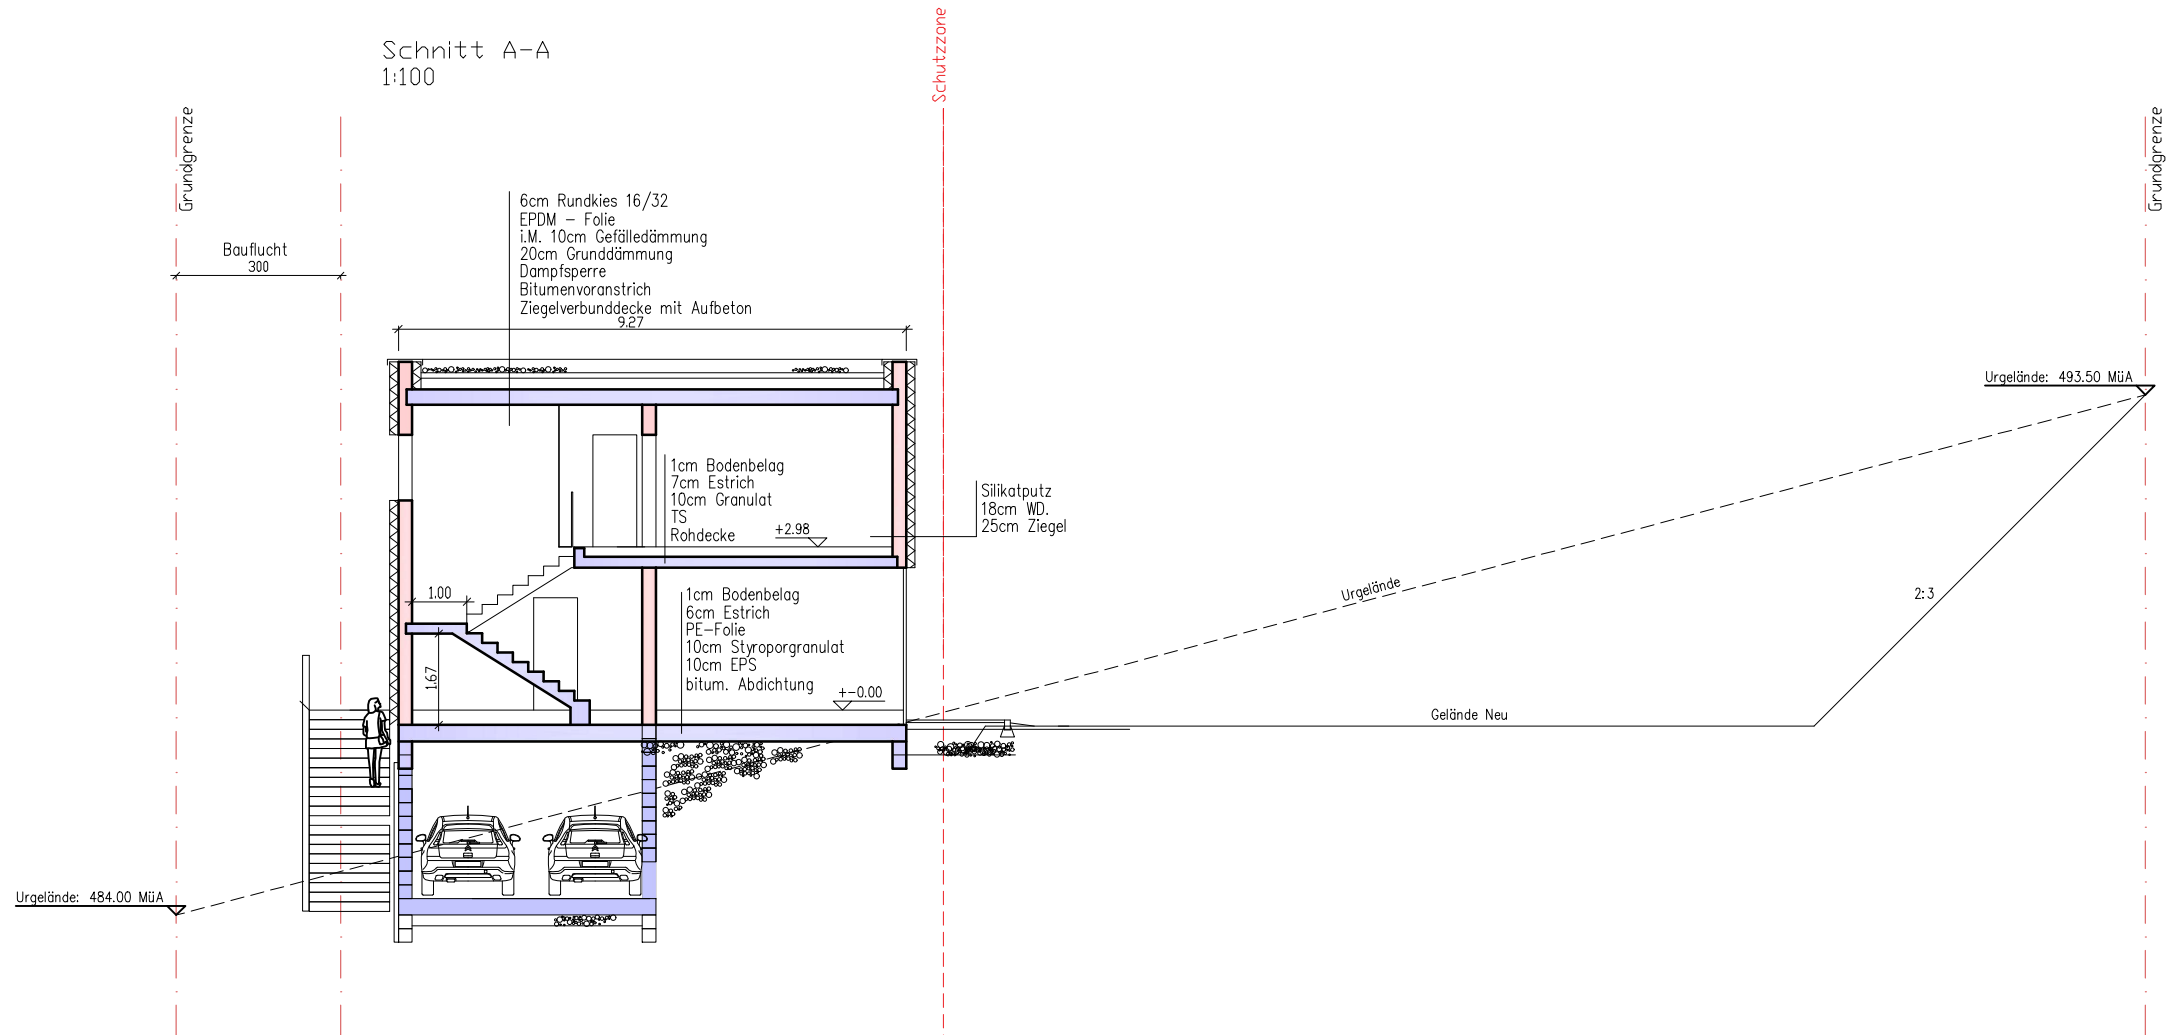 Schnitt A-A
1:100
Schutzzone
Grundgrenze
Grundgrenze
Bauflucht
300
6cm Rundkies 16/32
EPDM - Folie
i.M. 10cm Gefälledämmung
20cm Grunddämmung
Dampfsperre
Bitumenvoranstrich
Ziegelverbunddecke mit Aufbeton
9.27
Urgelände: 493.50 MüA
1cm Bodenbelag
7cm Estrich
10cm Granulat
TS
Rohdecke
+2.98
Silikatputz
18cm WD.
25cm Ziegel
Urgelände
2:3
1.00
1cm Bodenbelag
6cm Estrich
PE-Folie
10cm Styroporgranulat
10cm EPS
bitum. Abdichtung
1.67
+-0.00
Gelände Neu
Urgelände: 484.00 MüA